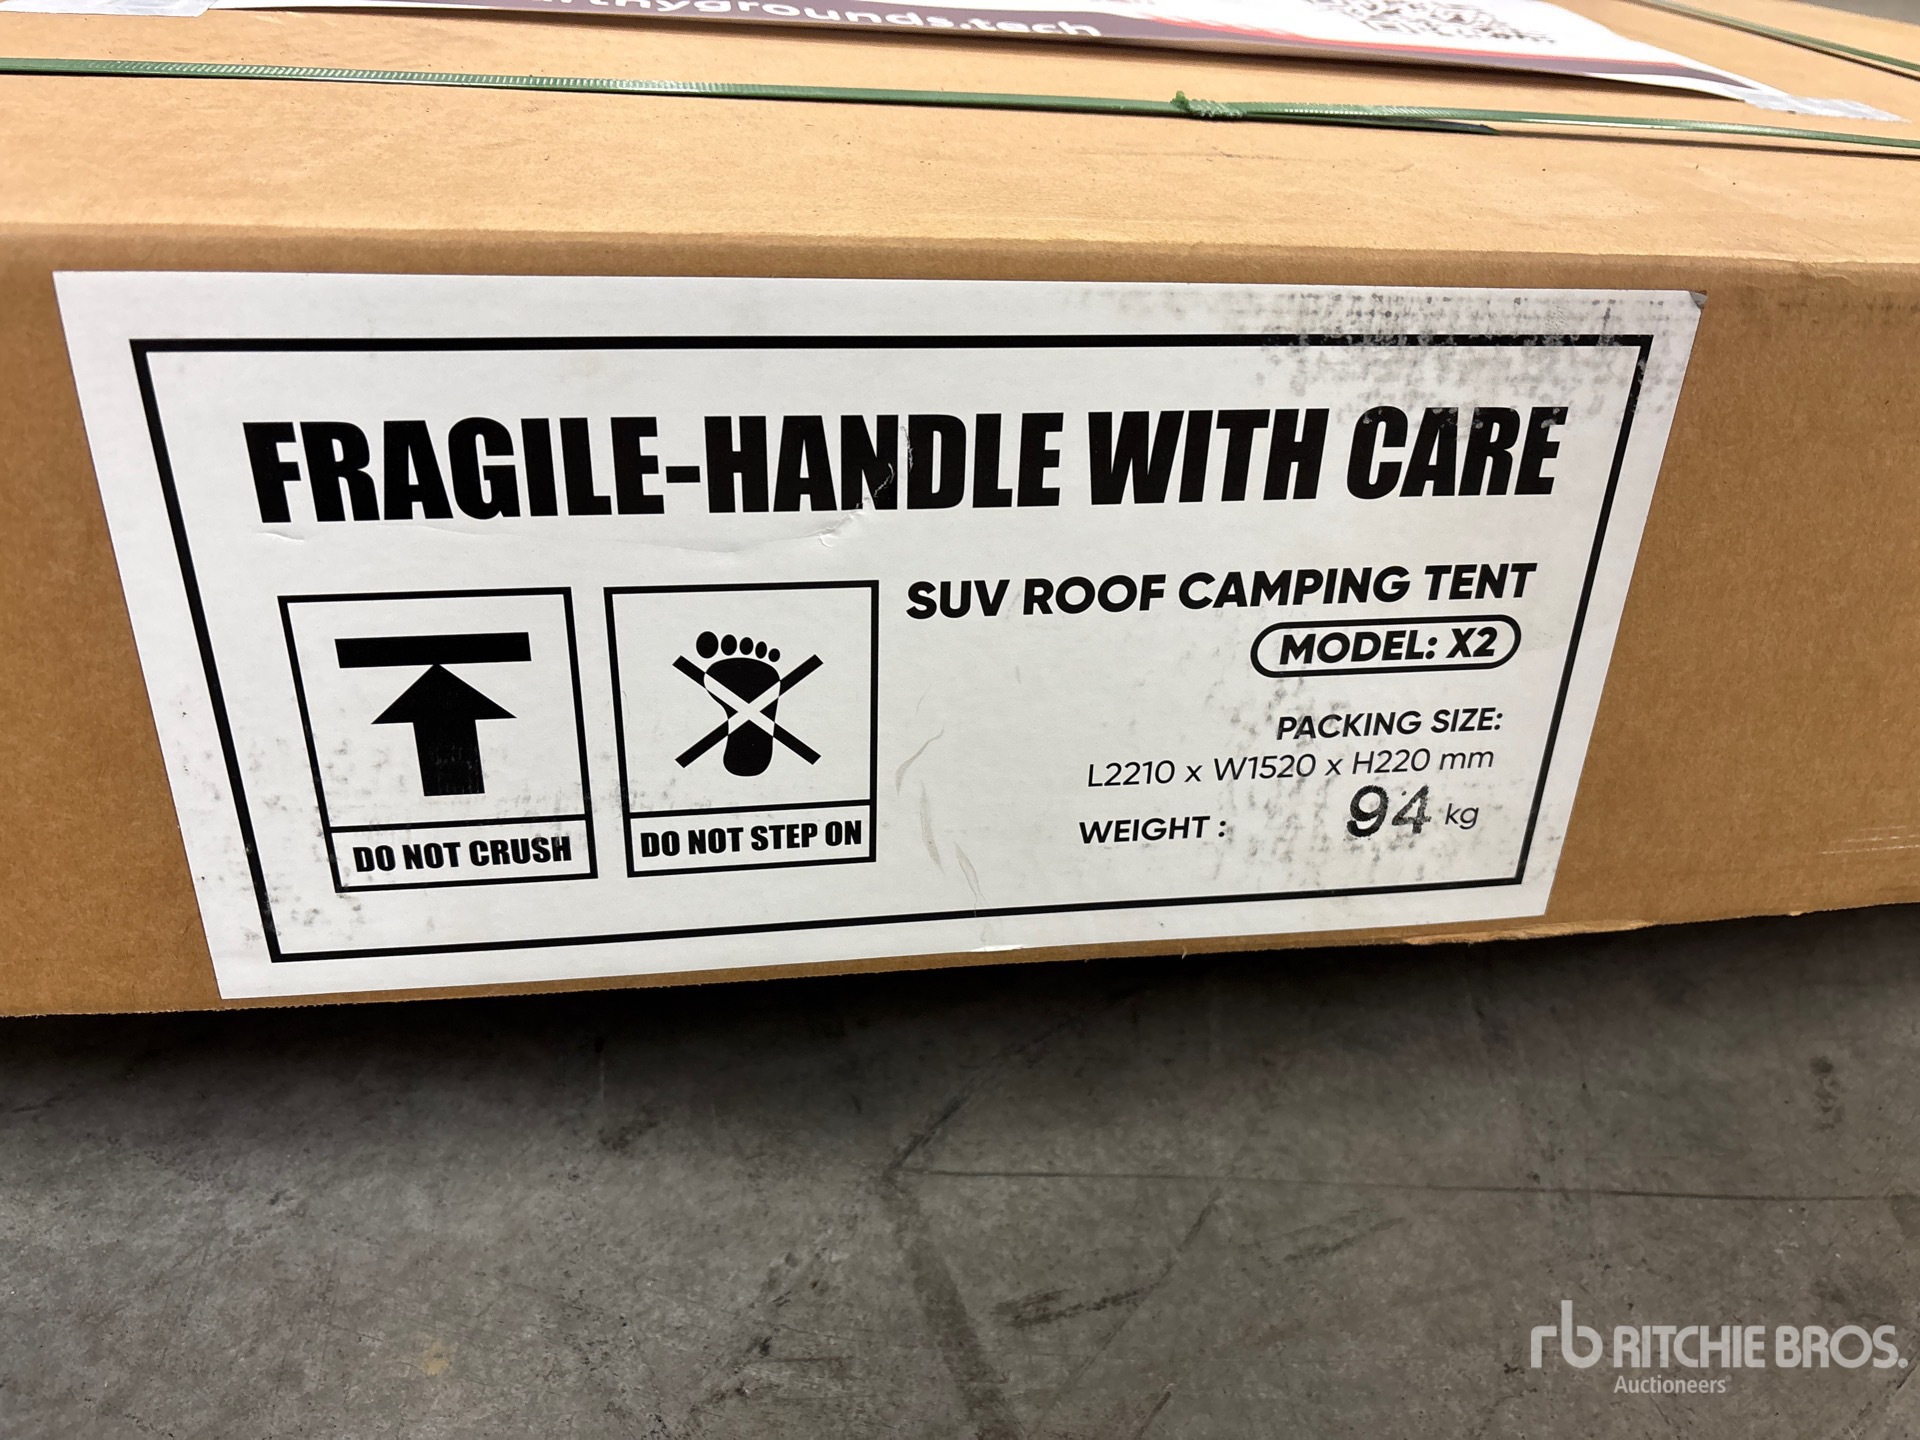 FRAGILE-HANDLE WITH CARE
SUV ROOF CAMPING TENT
MODEL: X2
PACKING SIZE:
L2210 x W1520 x H220 mm
WEIGHT : 94 kg
DO NOT CRUSH
DO NOT STEP ON
rb RITCHIE BROS.
Auctioneers